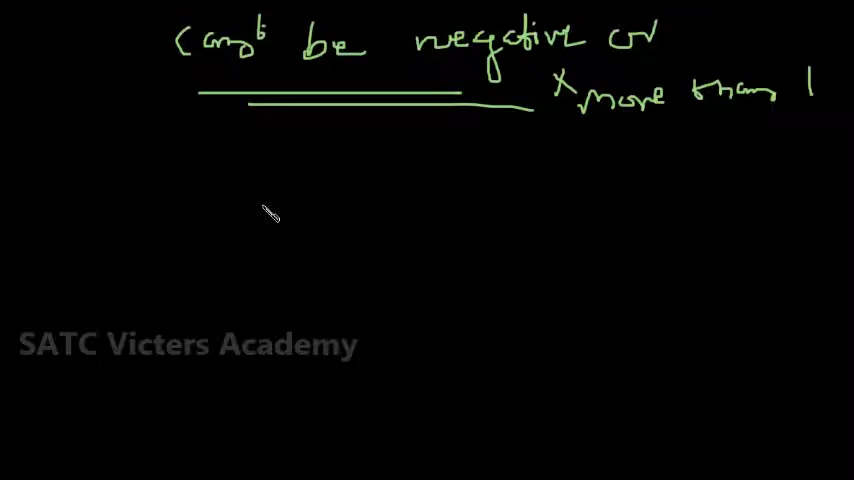 can't be negative or
x more than 1
SATC Victers Academy